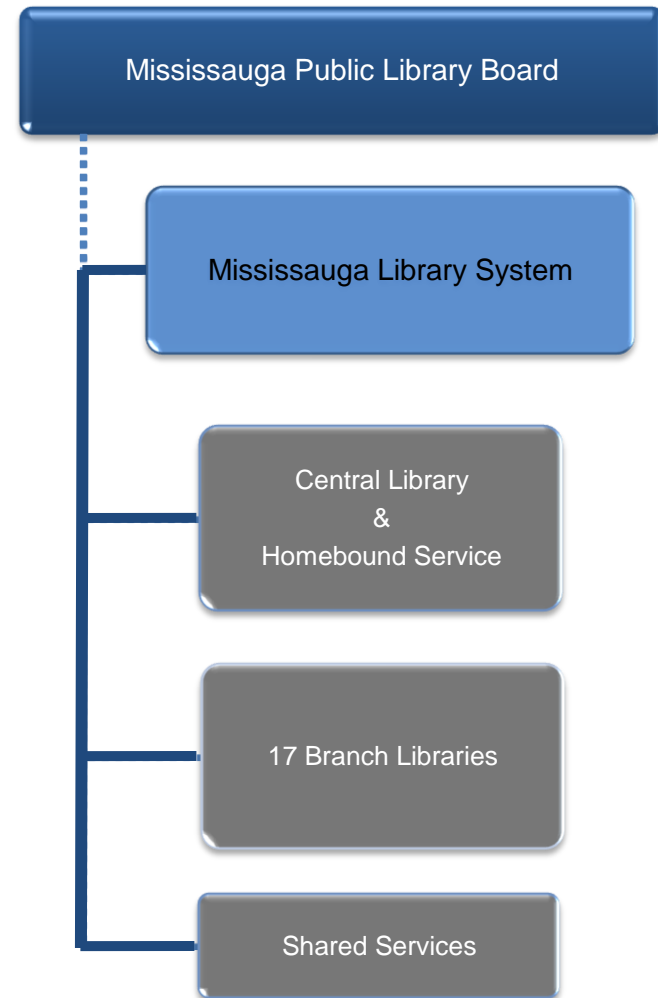 Mississauga Public Library Board
Mississauga Library System
Central Library
&
Homebound Service
17 Branch Libraries
Shared Services